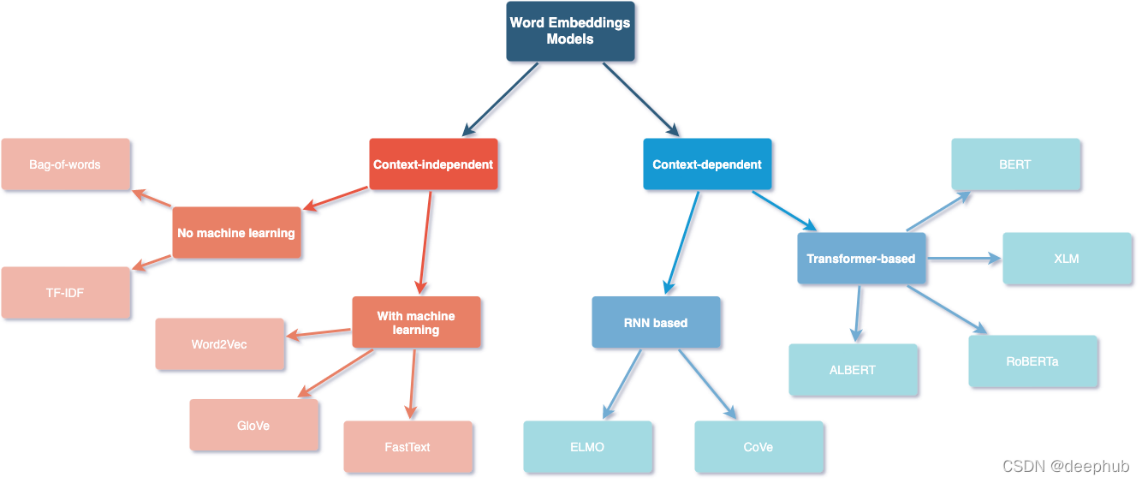 Word Embeddings
Models
Context-independent
Context-dependent
Bag-of-words
No machine learning
TF-IDF
With machine
learning
Word2Vec
GloVe
FastText
RNN based
ELMO
CoVe
Transformer-based
BERT
XLM
RoBERTa
ALBERT
CSDN @deephub